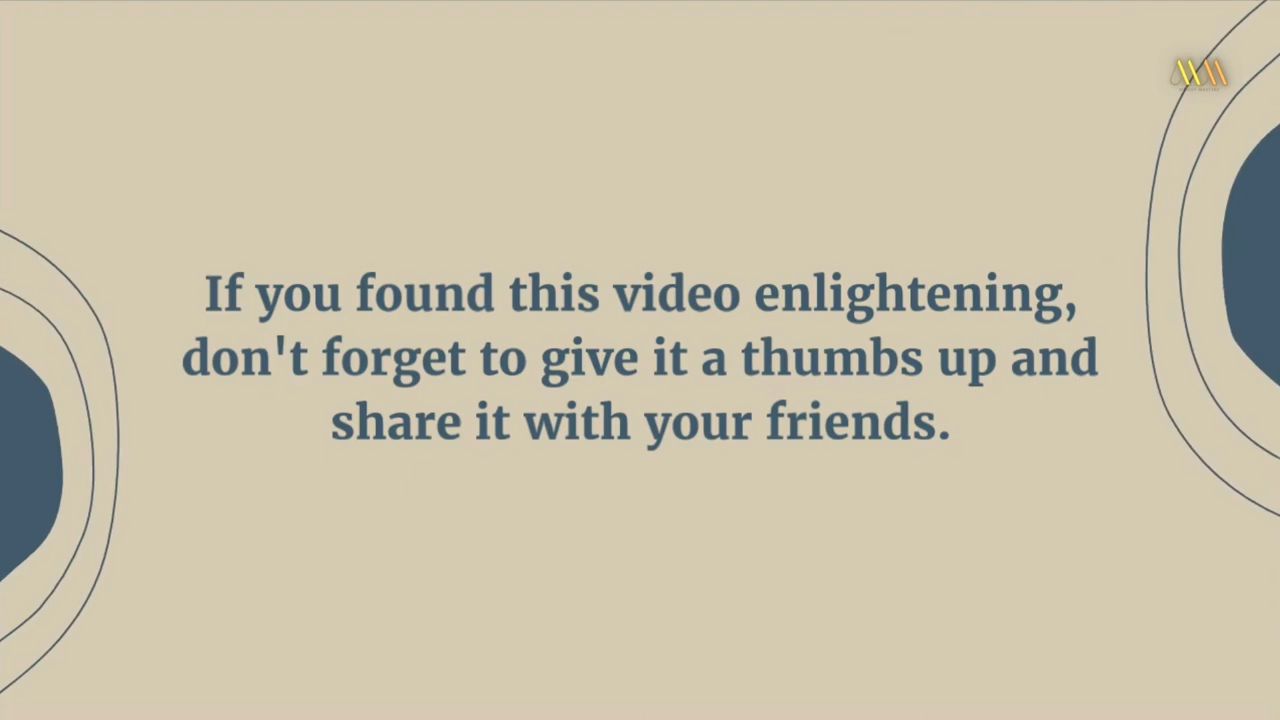 If you found this video enlightening,
don't forget to give it a thumbs up and
share it with your friends.